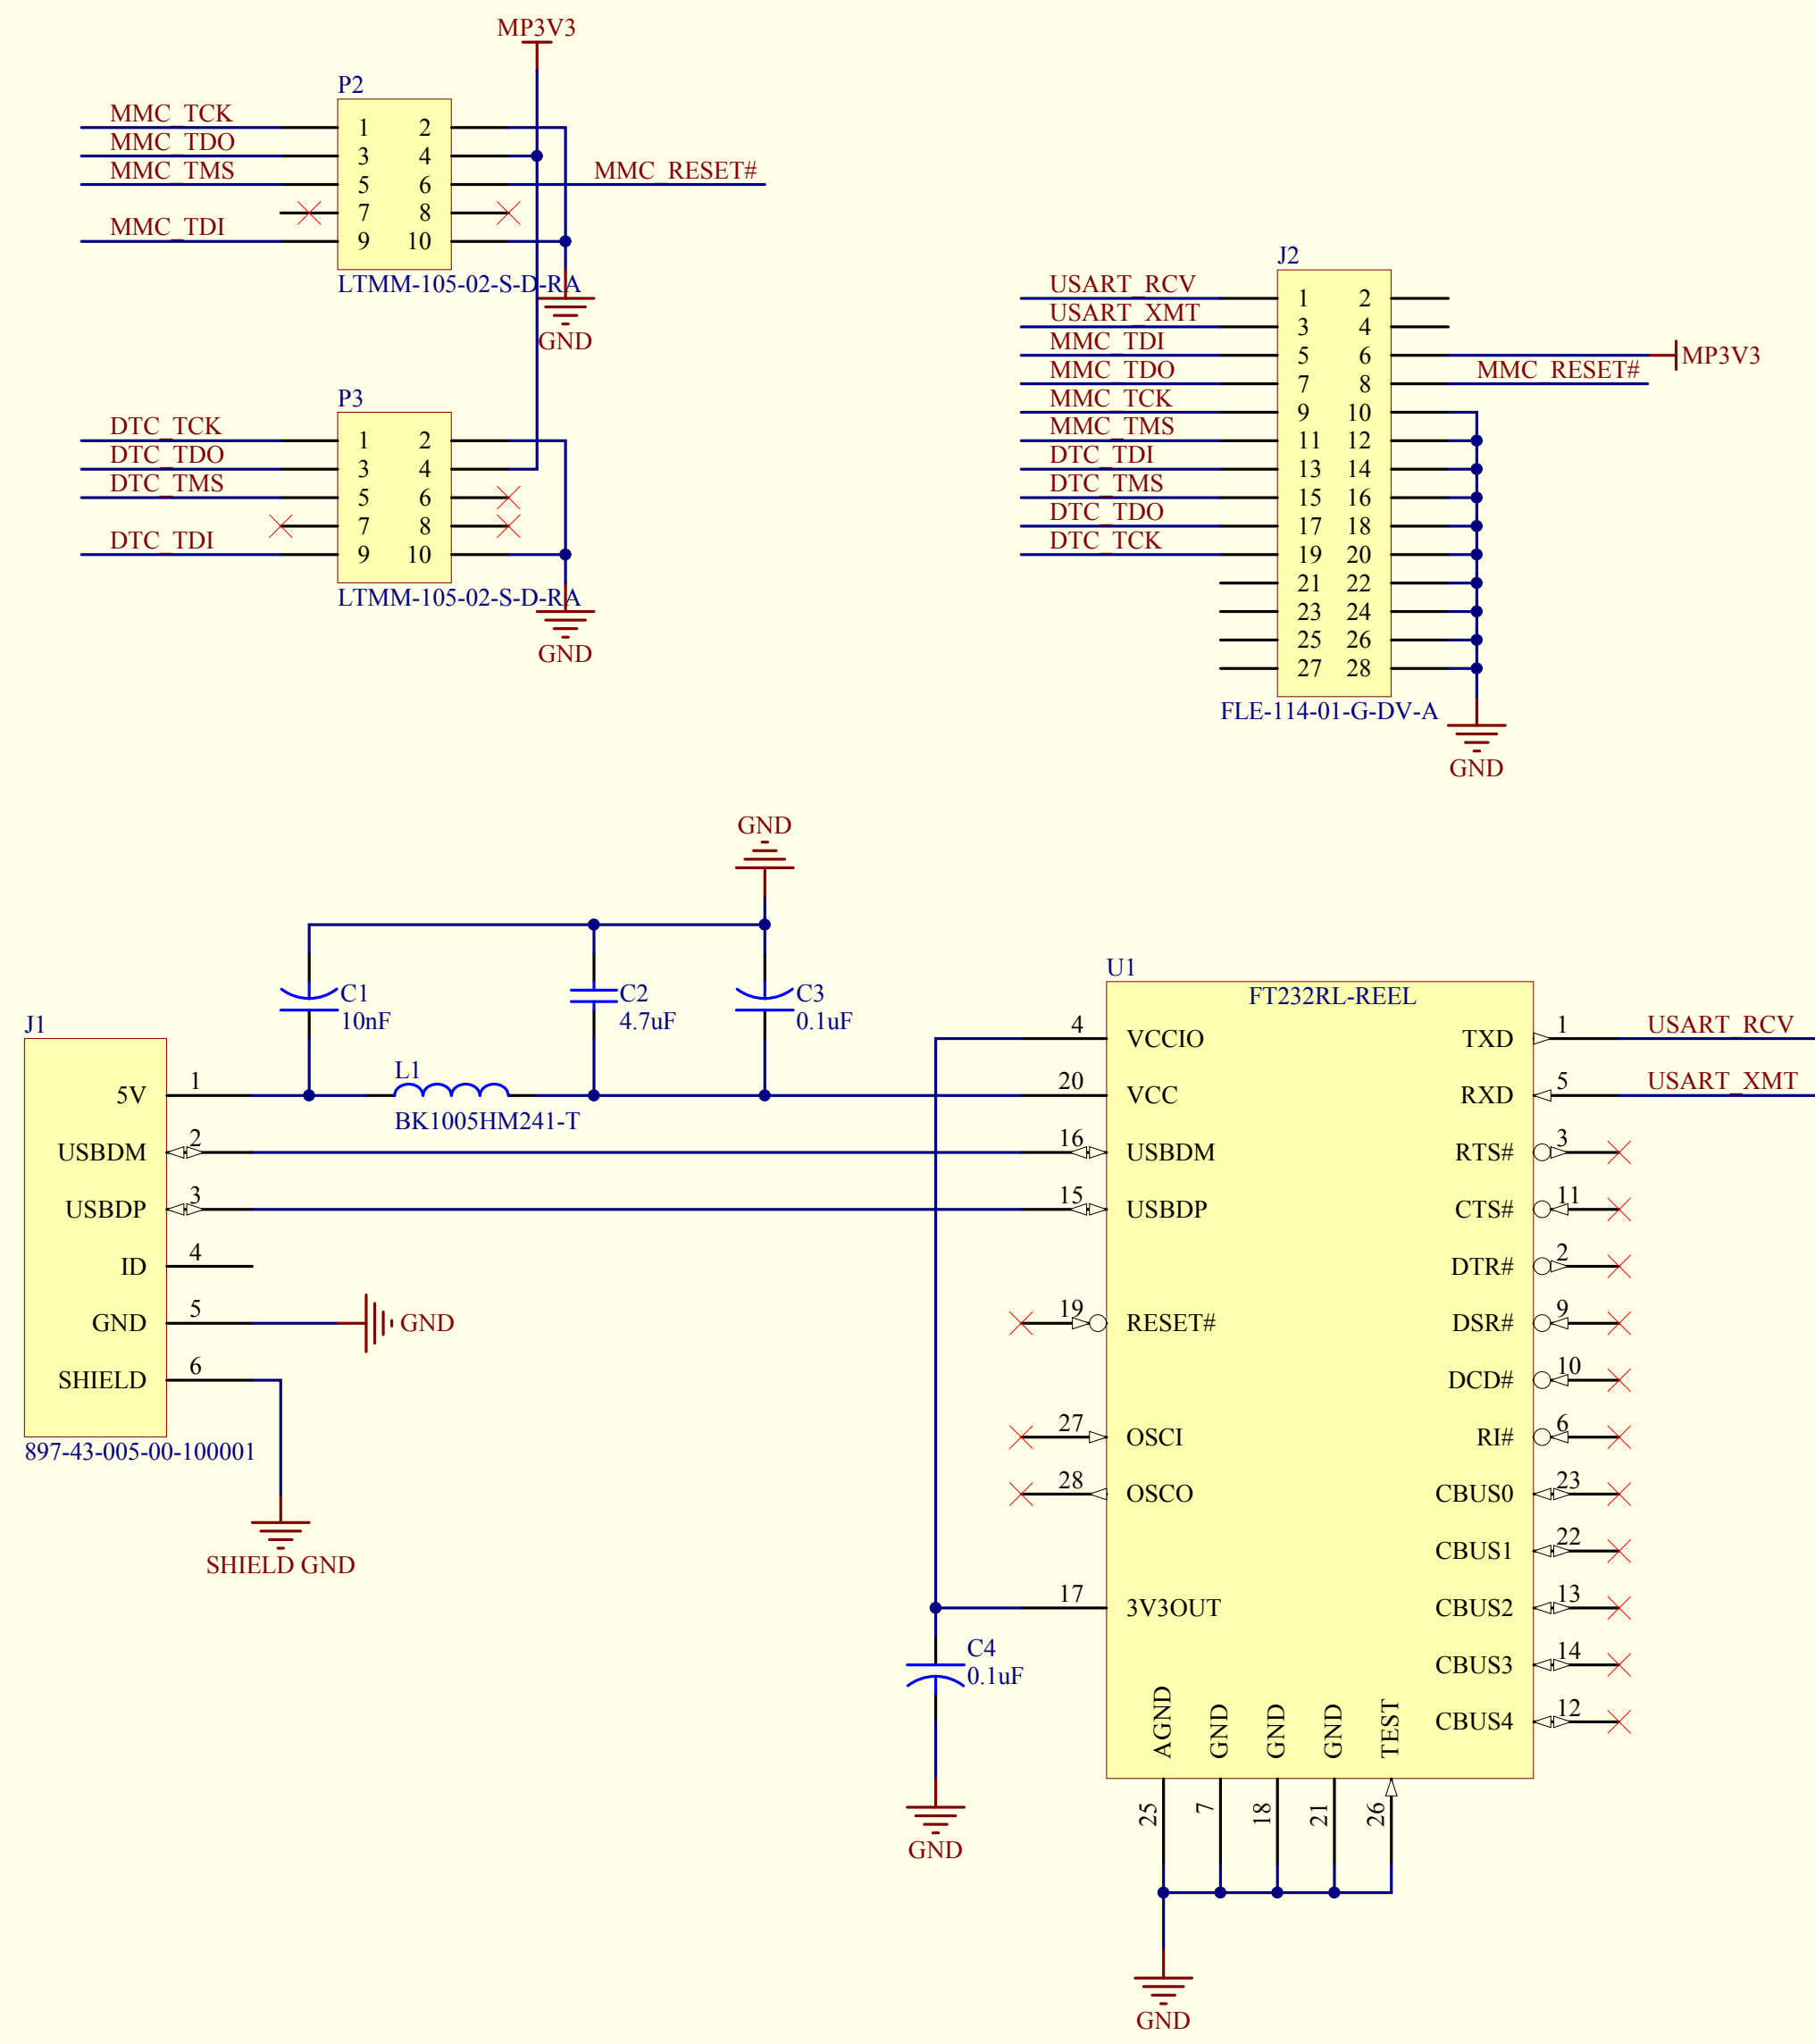 MP3V3
P2
MMC_TCK 1 2
MMC_TDO 3 4
MMC_TMS 5 6 MMC_RESET#
7 8
MMC_TDI 9 10
LTMM-105-02-S-D-RA
GND
P3
DTC_TCK 1 2
DTC_TDO 3 4
DTC_TMS 5 6
7 8
DTC_TDI 9 10
LTMM-105-02-S-D-RA
GND
J2
USART_RCV 1 2
USART_XMT 3 4
MMC_TDI 5 6 MP3V3
MMC_TDO 7 8 MMC_RESET#
MMC_TCK 9 10
MMC_TMS 11 12
DTC_TDI 13 14
DTC_TMS 15 16
DTC_TDO 17 18
DTC_TCK 19 20
21 22
23 24
25 26
27 28
FLE-114-01-G-DV-A
GND
GND
C1
10nF
C2
4.7uF
C3
0.1uF
J1
5V 1
USBDM 2
USBDP 3
ID 4
GND 5 GND
SHIELD 6
897-43-005-00-100001
SHIELD GND
L1
BK1005HM241-T
U1
FT232RL-REEL
4 VCCIO TXD 1 USART_RCV
20 VCC RXD 5 USART_XMT
16 USBDM RTS# 3
15 USBDP CTS# 11
DTR# 2
19 RESET# DSR# 9
DCD# 10
27 OSCI RI# 6
28 OSCO CBUS0 23
CBUS1 22
17 3V3OUT CBUS2 13
CBUS3 14
CBUS4 12
C4
0.1uF
GND
AGND GND GND GND TEST
25 7 18 21 26
GND